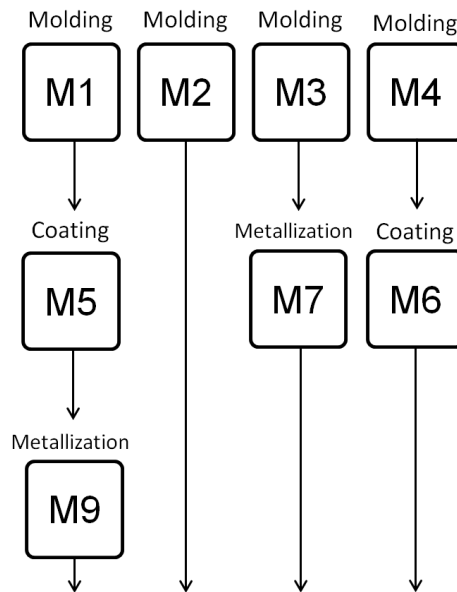 Molding Molding Molding Molding
M1 M2 M3 M4
Coating Metallization Coating
M5 M7 M6
Metallization
M9